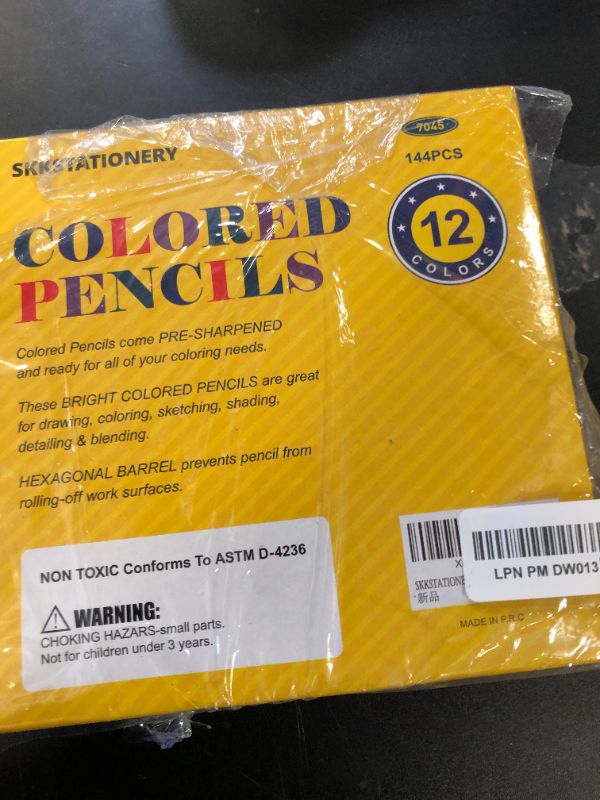 7045
SKKSTATIONERY
144PCS
COLORED
PENCILS
12
COLORS
Colored Pencils come PRE-SHARPENED
and ready for all of your coloring needs.
These BRIGHT COLORED PENCILS are great
for drawing, coloring, sketching, shading,
detailing & blending.
HEXAGONAL BARREL prevents pencil from
rolling-off work surfaces.
NON TOXIC Conforms To ASTM D-4236
WARNING:
CHOKING HAZARS-small parts.
Not for children under 3 years.
X
SKKSTATIONE
新品
LPN PM DW013
MADE IN P.R.C